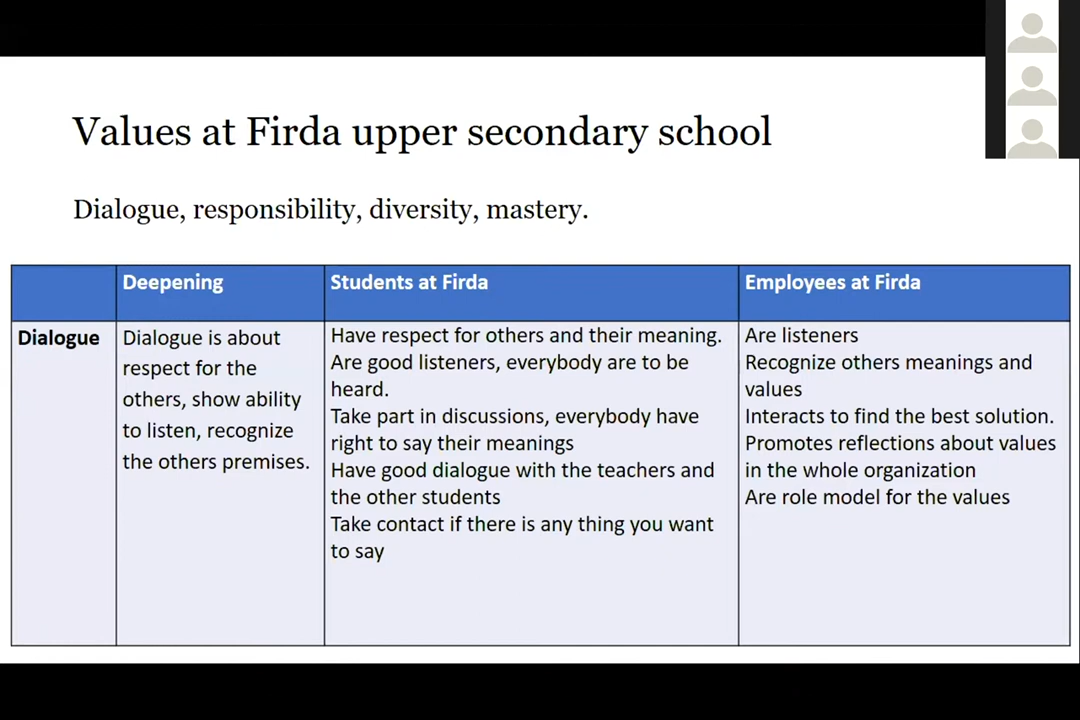 Values at Firda upper secondary school
Dialogue, responsibility, diversity, mastery.
Deepening
Students at Firda
Employees at Firda
Dialogue
Dialogue is about
respect for the
others, show ability
to listen, recognize
the others premises.
Have respect for others and their meaning.
Are good listeners, everybody are to be
heard.
Take part in discussions, everybody have
right to say their meanings
Have good dialogue with the teachers and
the other students
Take contact if there is any thing you want
to say
Are listeners
Recognize others meanings and
values
Interacts to find the best solution.
Promotes reflections about values
in the whole organization
Are role model for the values